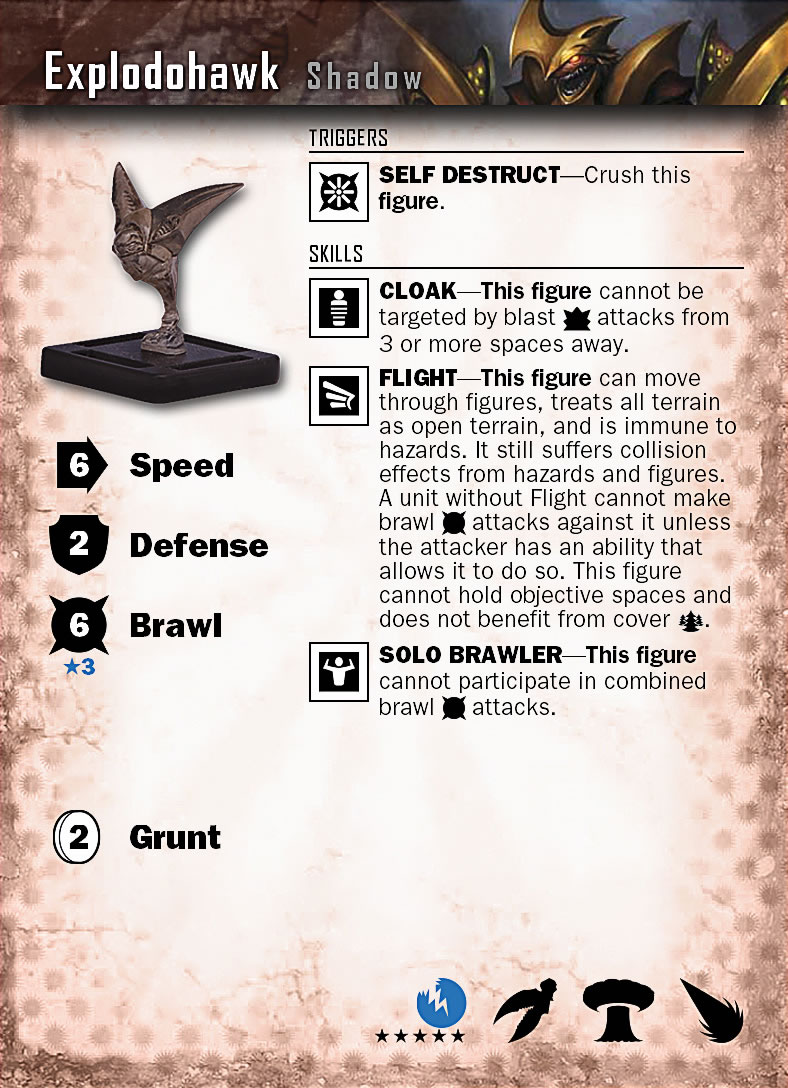 Explodohawk Shadow
TRIGGERS
SELF DESTRUCT—Crush this
figure.
SKILLS
CLOAK—This figure cannot be
targeted by blast attacks from
3 or more spaces away.
FLIGHT—This figure can move
through figures, treats all terrain
as open terrain, and is immune to
hazards. It still suffers collision
effects from hazards and figures.
A unit without Flight cannot make
brawl attacks against it unless
the attacker has an ability that
allows it to do so. This figure
cannot hold objective spaces and
does not benefit from cover .
SOLO BRAWLER—This figure
cannot participate in combined
brawl attacks.
6 Speed
2 Defense
6 Brawl
★3
2 Grunt
★★★★★